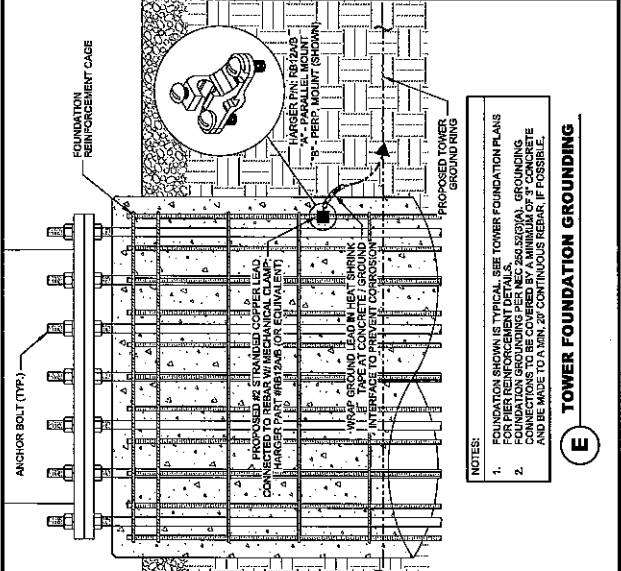 ANCHOR BOLT (TYP.)
FOUNDATION
REINFORCEMENT CAGE
HARGER P/N: RB12A/B
"A" - PARALLEL MOUNT
"B" - PERP. MOUNT (SHOWN)
PROPOSED #2 STRANDED COPPER LEAD
CONNECTED TO REBAR W/ MECHANICAL CLAMP;
HARGER PART #RB12A/B (OR EQUIVALENT)
WRAP GROUND LEAD IN HEAT SHRINK
TAPE AT CONCRETE / GROUND
INTERFACE TO PREVENT CORROSION
PROPOSED TOWER
GROUND RING
NOTES:
1. FOUNDATION SHOWN IS TYPICAL. SEE TOWER FOUNDATION PLANS
FOR PIER REINFORCEMENT DETAILS.
2. FOUNDATION GROUNDING PER NEC 250.52(3)(A). GROUNDING
CONNECTIONS TO BE COVERED BY A MINIMUM OF 3" CONCRETE
AND BE MADE TO A MIN. 20' CONTINUOUS REBAR, IF POSSIBLE.
E TOWER FOUNDATION GROUNDING